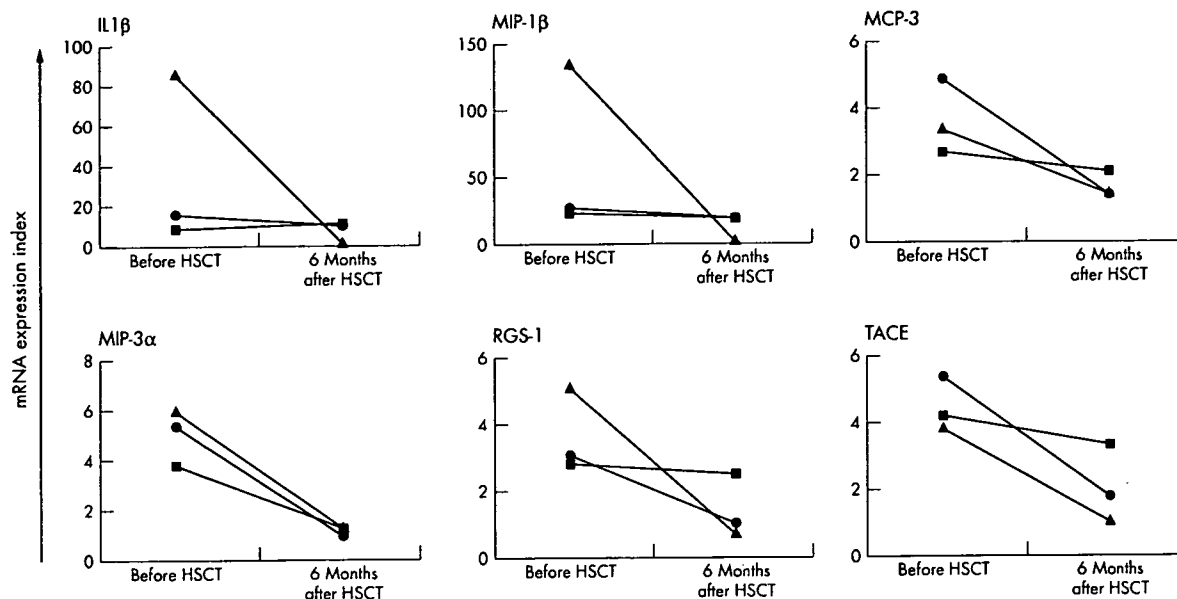 mRNA expression index
IL1β
100
80
60
40
20
0
Before HSCT
6 Months
after HSCT
MIP-1β
150
100
50
0
Before HSCT
6 Months
after HSCT
MCP-3
6
4
2
0
Before HSCT
6 Months
after HSCT
MIP-3α
8
6
4
2
0
Before HSCT
6 Months
after HSCT
RGS-1
6
4
2
0
Before HSCT
6 Months
after HSCT
TACE
6
4
2
0
Before HSCT
6 Months
after HSCT